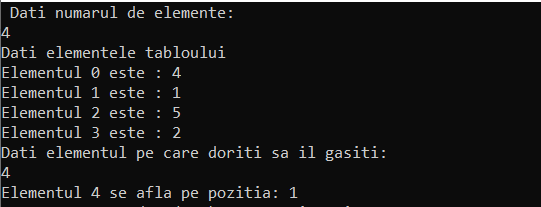 Dati numarul de elemente:
4
Dati elementele tabloului
Elementul 0 este : 4
Elementul 1 este : 1
Elementul 2 este : 5
Elementul 3 este : 2
Dati elementul pe care doriti sa il gasiti:
4
Elementul 4 se afla pe pozitia: 1